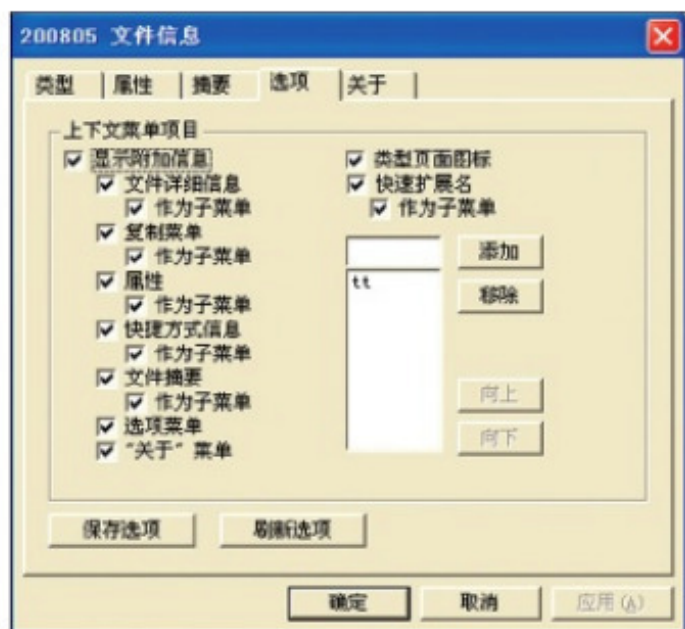 200805 文件信息
类型 属性 摘要 选项 关于
上下文菜单项目
显示附加信息
文件详细信息
作为子菜单
复制菜单
作为子菜单
属性
作为子菜单
快捷方式信息
作为子菜单
文件摘要
作为子菜单
选项菜单
“关于” 菜单
类型页面图标
快速扩展名
作为子菜单
添加
tt
移除
向上
向下
保存选项 刷新选项
确定 取消 应用(A)